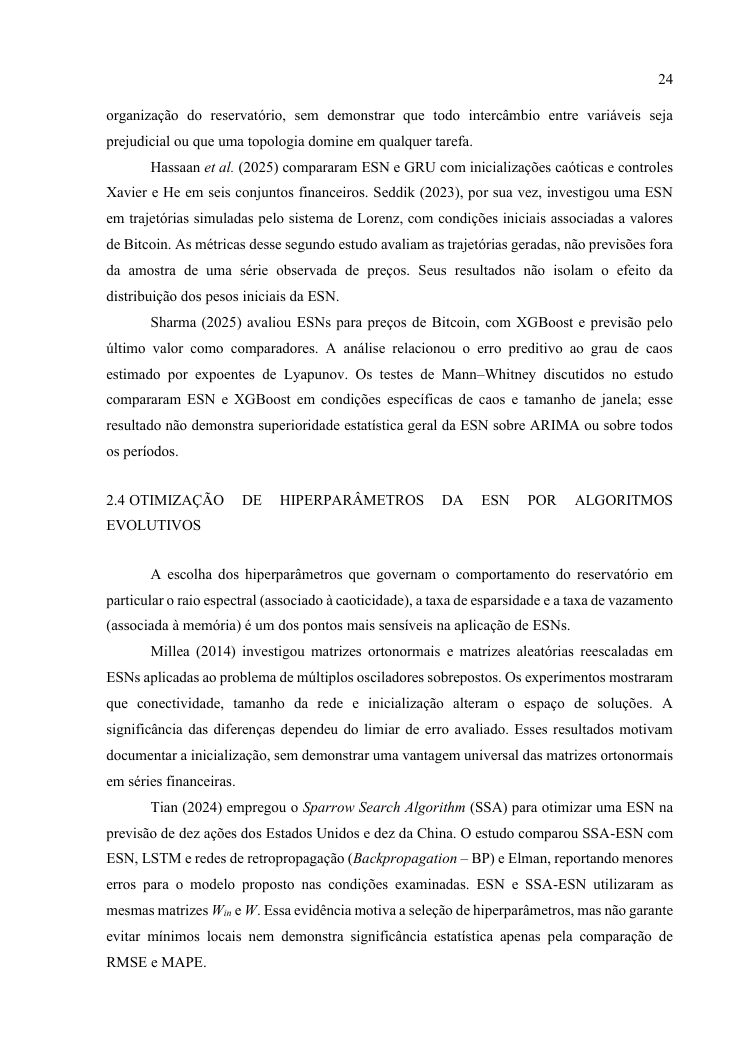 24
organização do reservatório, sem demonstrar que todo intercâmbio entre variáveis seja
prejudicial ou que uma topologia domine em qualquer tarefa.
Hassaan et al. (2025) compararam ESN e GRU com inicializações caóticas e controles
Xavier e He em seis conjuntos financeiros. Seddik (2023), por sua vez, investigou uma ESN
em trajetórias simuladas pelo sistema de Lorenz, com condições iniciais associadas a valores
de Bitcoin. As métricas desse segundo estudo avaliam as trajetórias geradas, não previsões fora
da amostra de uma série observada de preços. Seus resultados não isolam o efeito da
distribuição dos pesos iniciais da ESN.
Sharma (2025) avaliou ESNs para preços de Bitcoin, com XGBoost e previsão pelo
último valor como comparadores. A análise relacionou o erro preditivo ao grau de caos
estimado por expoentes de Lyapunov. Os testes de Mann–Whitney discutidos no estudo
compararam ESN e XGBoost em condições específicas de caos e tamanho de janela; esse
resultado não demonstra superioridade estatística geral da ESN sobre ARIMA ou sobre todos
os períodos.
2.4 OTIMIZAÇÃO DE HIPERPARÂMETROS DA ESN POR ALGORITMOS
EVOLUTIVOS
A escolha dos hiperparâmetros que governam o comportamento do reservatório em
particular o raio espectral (associado à caoticidade), a taxa de esparsidade e a taxa de vazamento
(associada à memória) é um dos pontos mais sensíveis na aplicação de ESNs.
Millea (2014) investigou matrizes ortonormais e matrizes aleatórias reescaladas em
ESNs aplicadas ao problema de múltiplos osciladores sobrepostos. Os experimentos mostraram
que conectividade, tamanho da rede e inicialização alteram o espaço de soluções. A
significância das diferenças dependeu do limiar de erro avaliado. Esses resultados motivam
documentar a inicialização, sem demonstrar uma vantagem universal das matrizes ortonormais
em séries financeiras.
Tian (2024) empregou o Sparrow Search Algorithm (SSA) para otimizar uma ESN na
previsão de dez ações dos Estados Unidos e dez da China. O estudo comparou SSA-ESN com
ESN, LSTM e redes de retropropagação (Backpropagation – BP) e Elman, reportando menores
erros para o modelo proposto nas condições examinadas. ESN e SSA-ESN utilizaram as
mesmas matrizes Win e W. Essa evidência motiva a seleção de hiperparâmetros, mas não garante
evitar mínimos locais nem demonstra significância estatística apenas pela comparação de
RMSE e MAPE.